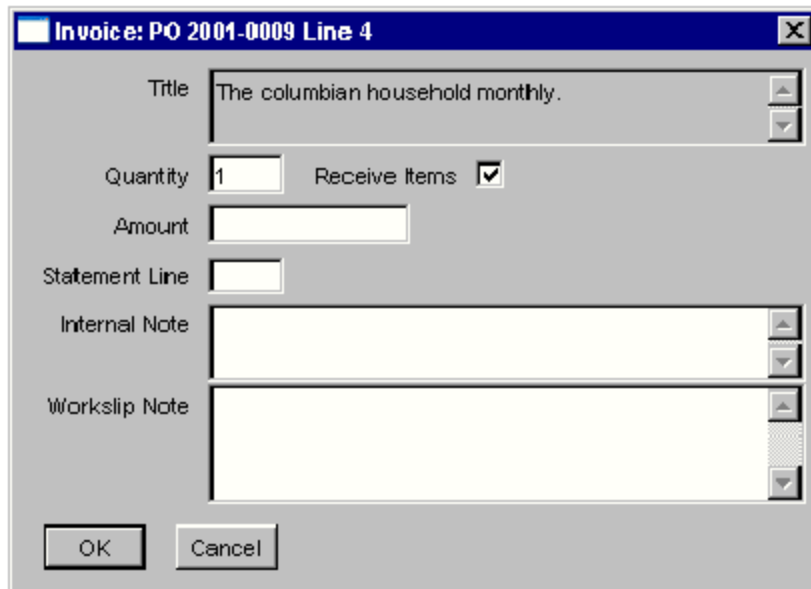 Invoice: PO 2001-0009 Line 4
Title The columbian household monthly.
Quantity 1 Receive Items
Amount
Statement Line
Internal Note
Workslip Note
OK Cancel